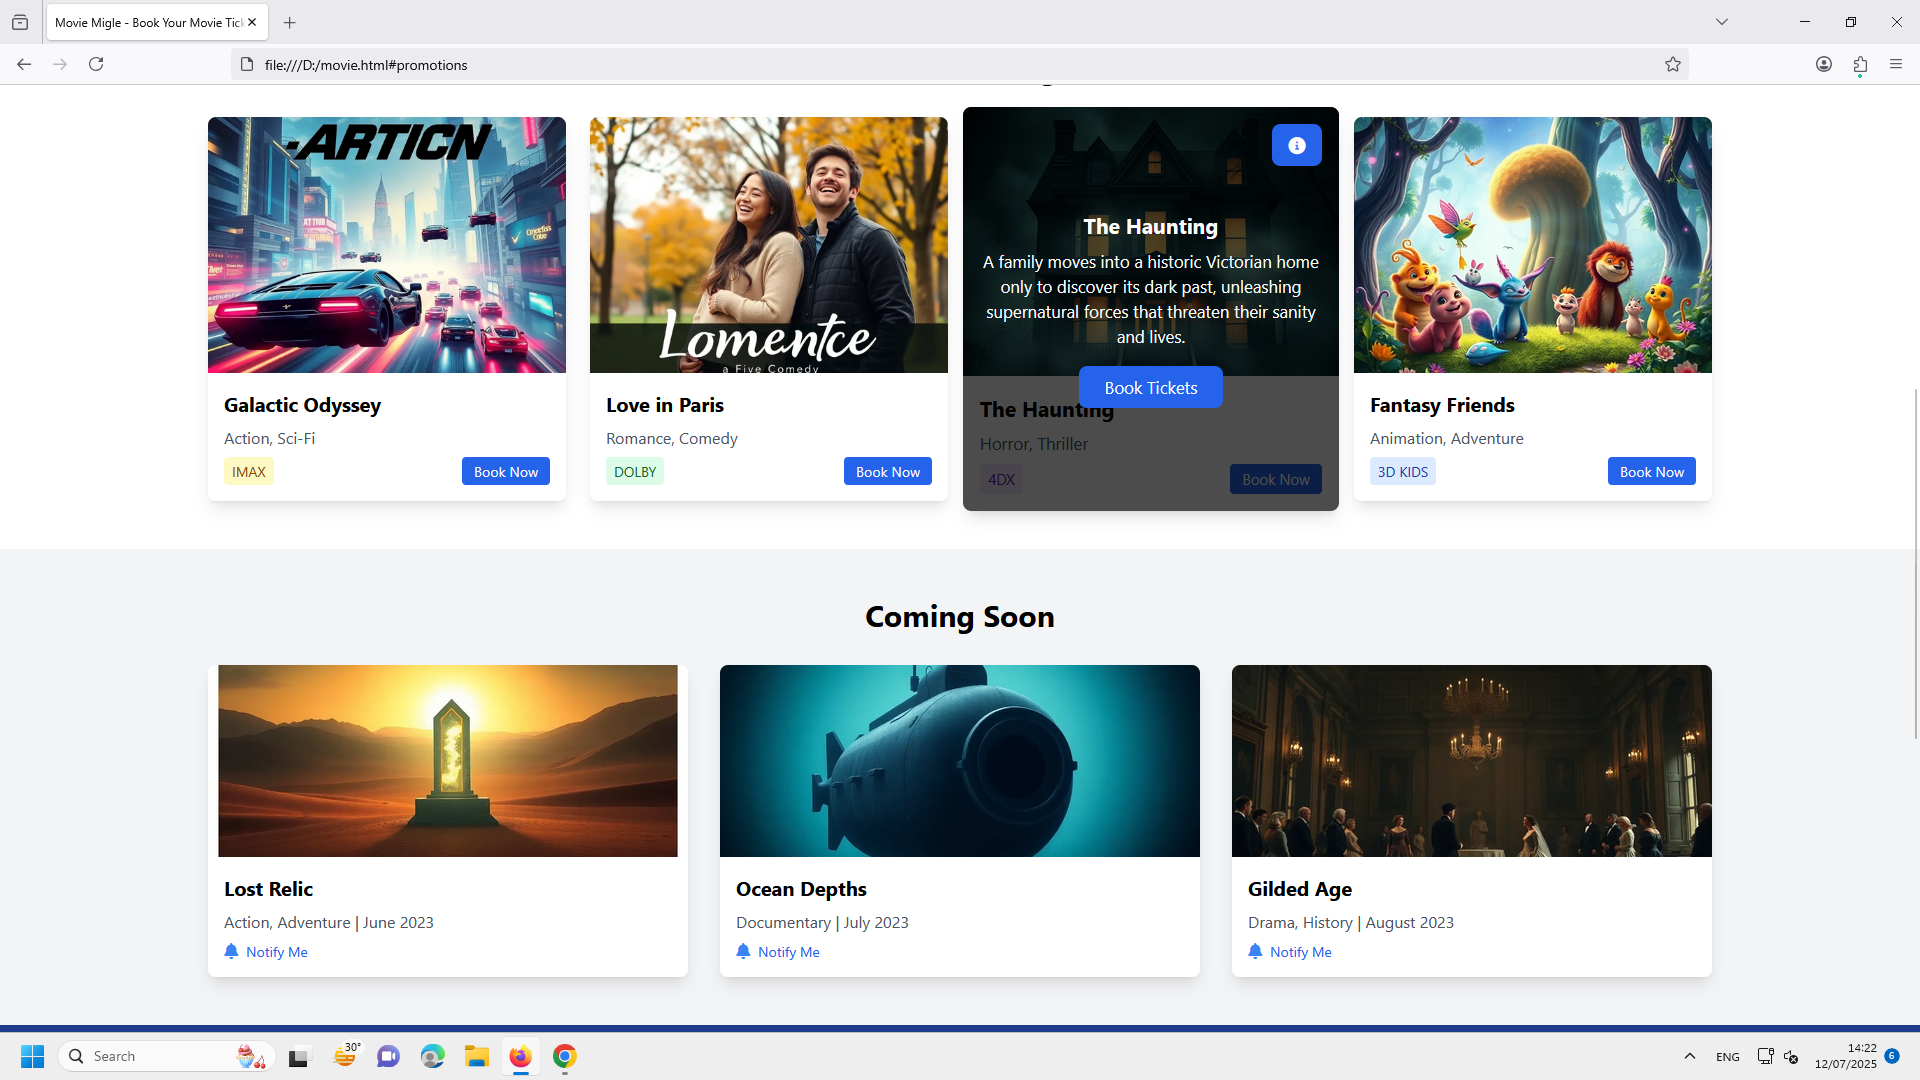 Movie Migle - Book Your Movie Tic
file:///D:/movie.html#promotions
·ARTICN
Lomentce
a Five Comedy
The Haunting
A family moves into a historic Victorian home
only to discover its dark past, unleashing
supernatural forces that threaten their sanity
and lives.
Book Tickets
Galactic Odyssey
Action, Sci-Fi
IMAX
Book Now
Love in Paris
Romance, Comedy
DOLBY
Book Now
The Haunting
Horror, Thriller
4DX
Book Now
Fantasy Friends
Animation, Adventure
3D KIDS
Book Now
Coming Soon
Lost Relic
Action, Adventure | June 2023
Notify Me
Ocean Depths
Documentary | July 2023
Notify Me
Gilded Age
Drama, History | August 2023
Notify Me
Search
30°
ENG
14:22
12/07/2025
6